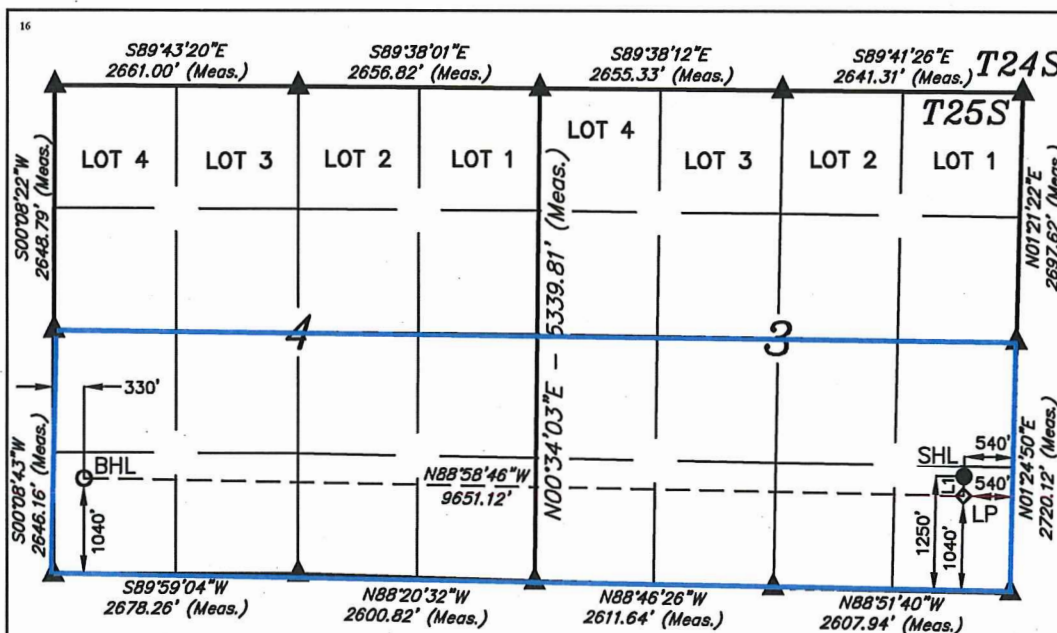 16
S89°43'20"E
2661.00' (Meas.)
S89°38'01"E
2656.82' (Meas.)
S89°38'12"E
2655.33' (Meas.)
S89°41'26"E
2641.31' (Meas.)
T24S
T25S
LOT 4
LOT 3
LOT 2
LOT 1
LOT 4
LOT 3
LOT 2
LOT 1
S00°08'22"W
2648.79' (Meas.)
N00°34'03"E – 5339.81' (Meas.)
N01°21'22"E
2697.62' (Meas.)
4
3
330'
BHL
S00°08'43"W
2646.16' (Meas.)
1040'
N88°58'46"W
9651.12'
SHL
540'
L1
540'
LP
1250'
1040'
N01°24'50"E
2720.12' (Meas.)
S89°59'04"W
2678.26' (Meas.)
N88°20'32"W
2600.82' (Meas.)
N88°46'26"W
2611.64' (Meas.)
N88°51'40"W
2607.94' (Meas.)